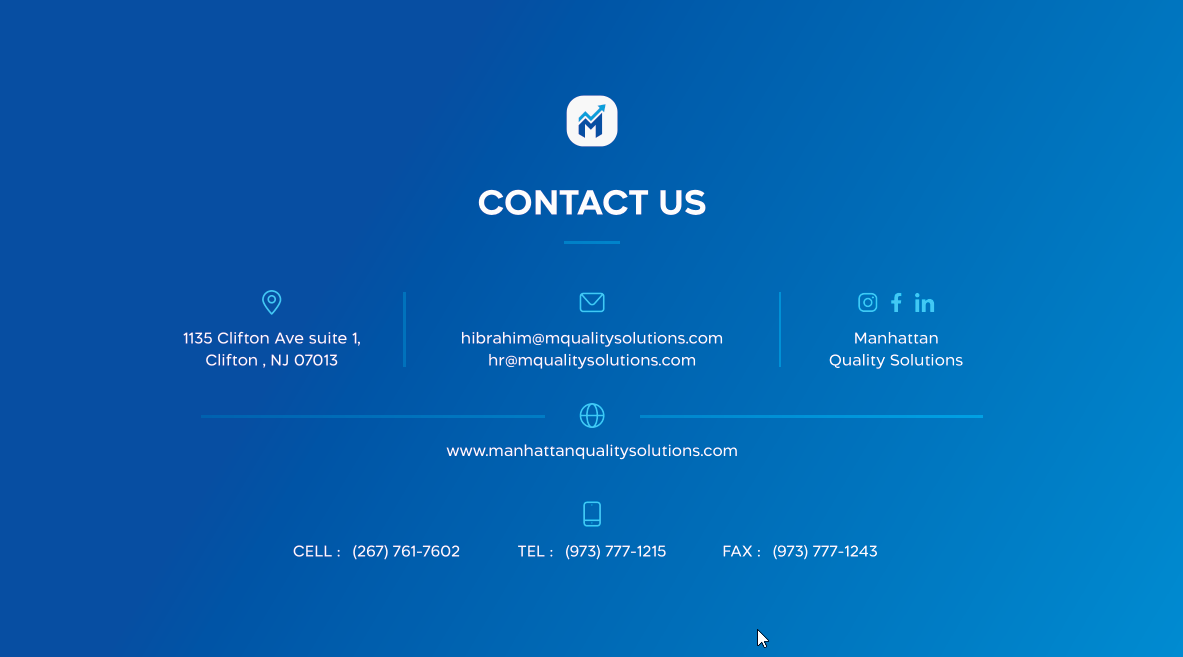 CONTACT US
1135 Clifton Ave suite 1,
Clifton , NJ 07013
hibrahim@mqualitysolutions.com
hr@mqualitysolutions.com
Manhattan
Quality Solutions
www.manhattanqualitysolutions.com
CELL : (267) 761-7602 TEL : (973) 777-1215 FAX : (973) 777-1243